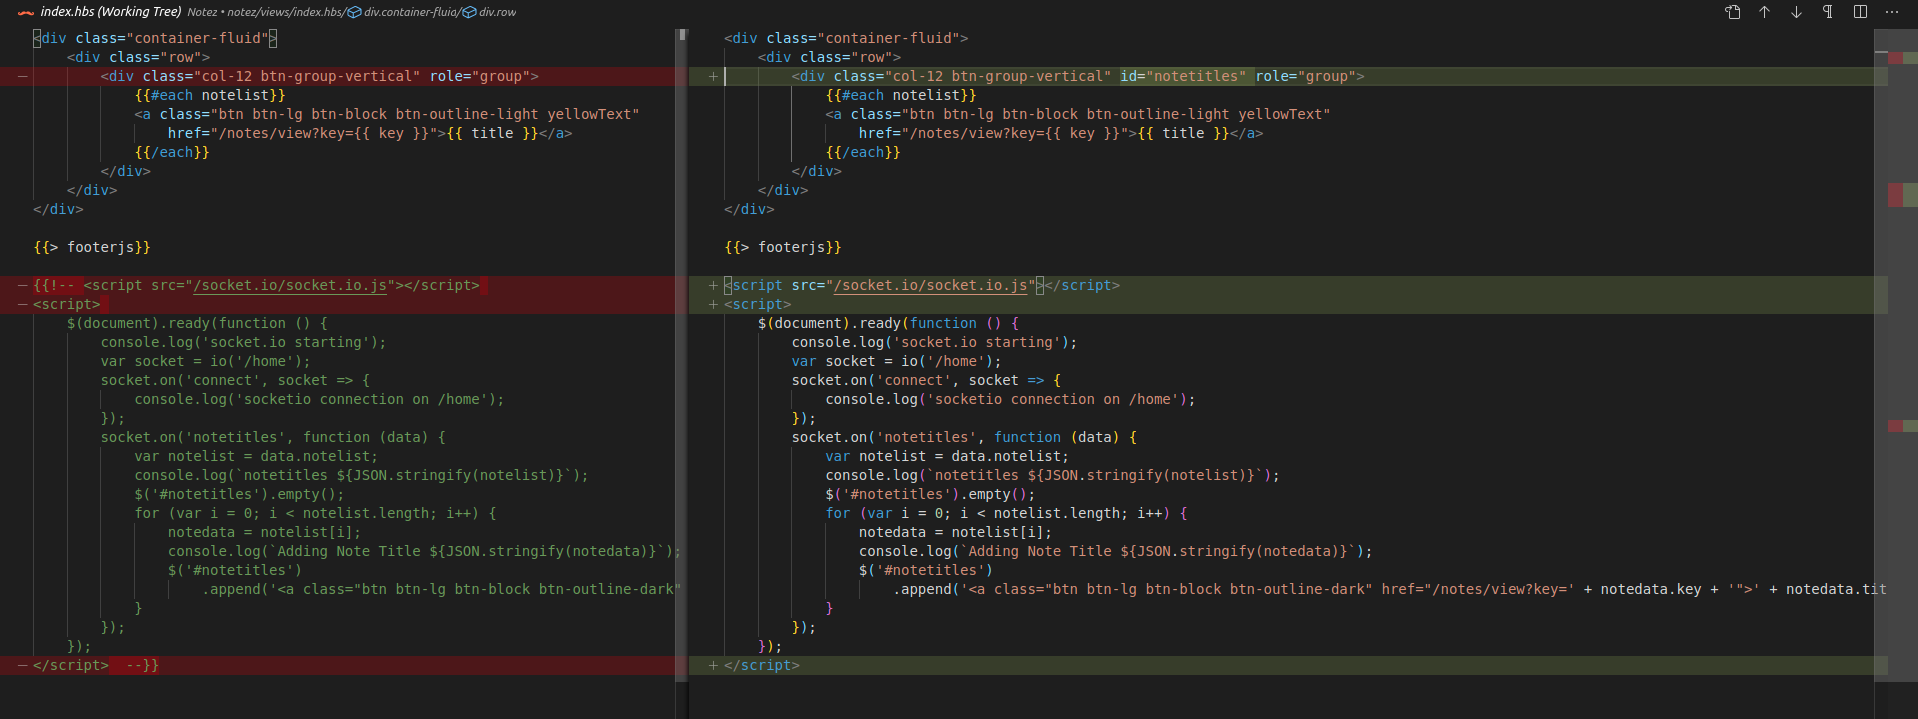 index.hbs (Working Tree) Notez • notez/views/index.hbs/div.container-fluid/div.row
<div class="container-fluid">
<div class="row">
— <div class="col-12 btn-group-vertical" role="group">
{{#each notelist}}
<a class="btn btn-lg btn-block btn-outline-light yellowText"
href="/notes/view?key={{ key }}">{{ title }}</a>
{{/each}}
</div>
</div>
</div>
{{> footerjs}}
— {{!-- <script src="/socket.io/socket.io.js"></script>
— <script>
$(document).ready(function () {
console.log('socket.io starting');
var socket = io('/home');
socket.on('connect', socket => {
console.log('socketio connection on /home');
});
socket.on('notetitles', function (data) {
var notelist = data.notelist;
console.log(`notetitles ${JSON.stringify(notelist)}`);
$('#notetitles').empty();
for (var i = 0; i < notelist.length; i++) {
notedata = notelist[i];
console.log(`Adding Note Title ${JSON.stringify(notedata)}`);
$('#notetitles')
.append('<a class="btn btn-lg btn-block btn-outline-dark"
}
});
});
— </script> --}}
<div class="container-fluid">
<div class="row">
+ <div class="col-12 btn-group-vertical" id="notetitles" role="group">
{{#each notelist}}
<a class="btn btn-lg btn-block btn-outline-light yellowText"
href="/notes/view?key={{ key }}">{{ title }}</a>
{{/each}}
</div>
</div>
</div>
{{> footerjs}}
+ <script src="/socket.io/socket.io.js"></script>
+ <script>
$(document).ready(function () {
console.log('socket.io starting');
var socket = io('/home');
socket.on('connect', socket => {
console.log('socketio connection on /home');
});
socket.on('notetitles', function (data) {
var notelist = data.notelist;
console.log(`notetitles ${JSON.stringify(notelist)}`);
$('#notetitles').empty();
for (var i = 0; i < notelist.length; i++) {
notedata = notelist[i];
console.log(`Adding Note Title ${JSON.stringify(notedata)}`);
$('#notetitles')
.append('<a class="btn btn-lg btn-block btn-outline-dark" href="/notes/view?key=' + notedata.key + '">' + notedata.tit
}
});
});
+ </script>